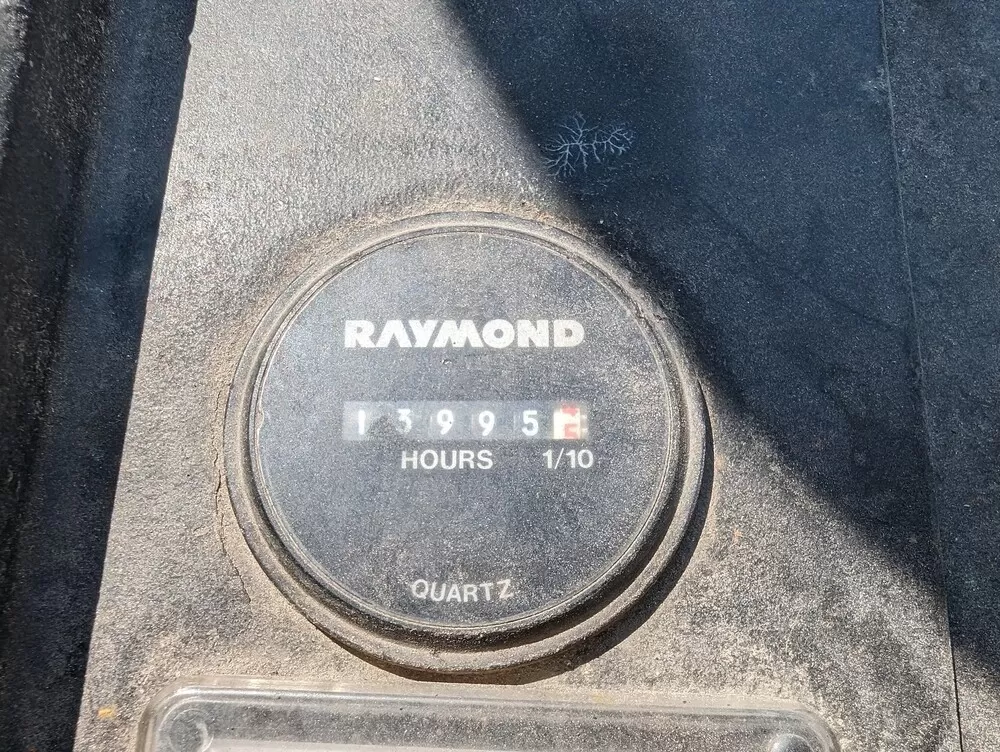 RAYMOND
13995
HOURS 1/10
QUARTZ